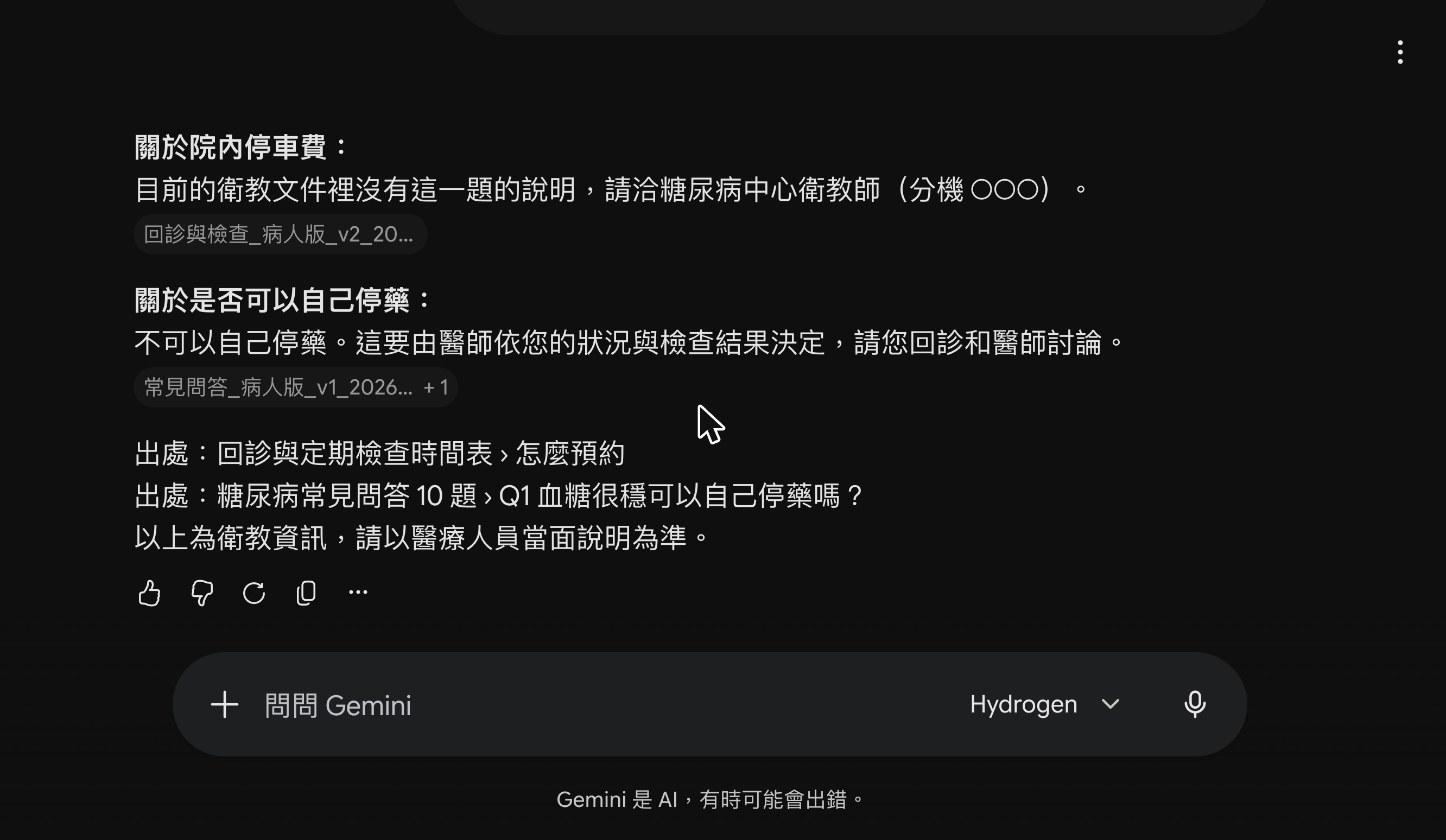 關於院內停車費：
目前的衛教文件裡沒有這一題的說明，請洽糖尿病中心衛教師（分機 〇〇〇）。
回診與檢查_病人版_v2_20...
關於是否可以自己停藥：
不可以自己停藥。這要由醫師依您的狀況與檢查結果決定，請您回診和醫師討論。
常見問答_病人版_v1_2026... +1
出處：回診與定期檢查時間表 › 怎麼預約
出處：糖尿病常見問答 10 題 › Q1 血糖很穩可以自己停藥嗎？
以上為衛教資訊，請以醫療人員當面說明為準。
問問 Gemini
Hydrogen
Gemini 是 AI，有時可能會出錯。